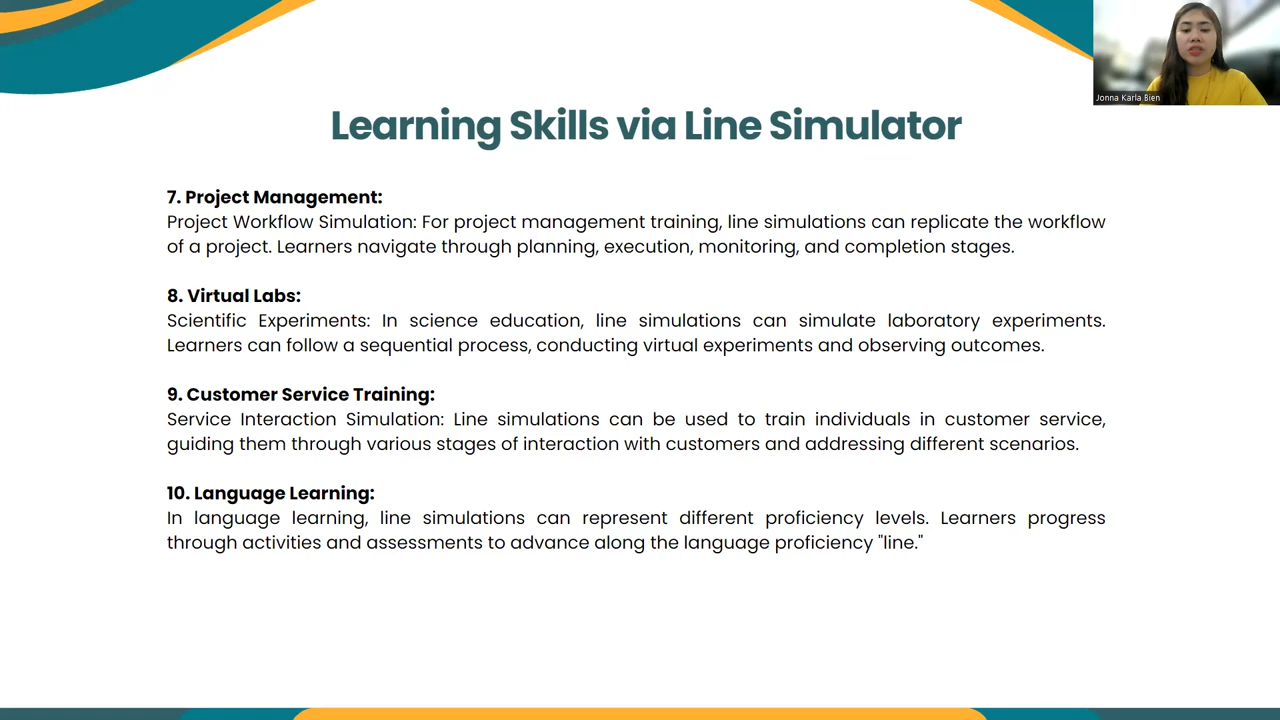 Jonna Karla Bien
Learning Skills via Line Simulator
7. Project Management:
Project Workflow Simulation: For project management training, line simulations can replicate the workflow
of a project. Learners navigate through planning, execution, monitoring, and completion stages.
8. Virtual Labs:
Scientific Experiments: In science education, line simulations can simulate laboratory experiments.
Learners can follow a sequential process, conducting virtual experiments and observing outcomes.
9. Customer Service Training:
Service Interaction Simulation: Line simulations can be used to train individuals in customer service,
guiding them through various stages of interaction with customers and addressing different scenarios.
10. Language Learning:
In language learning, line simulations can represent different proficiency levels. Learners progress
through activities and assessments to advance along the language proficiency "line."